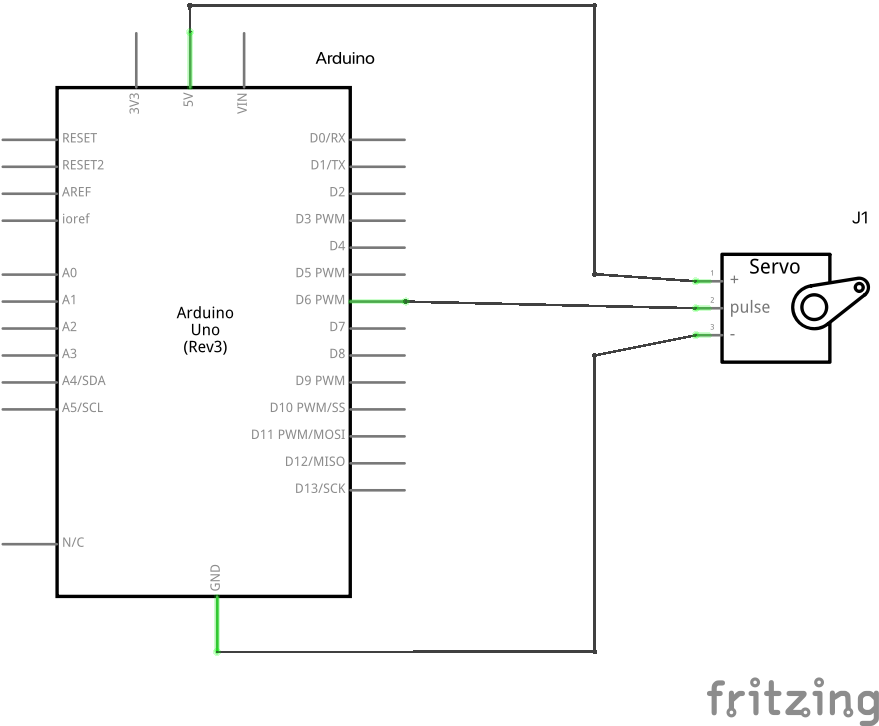 Arduino
3V3
5V
VIN
RESET
RESET2
AREF
ioref
A0
A1
A2
A3
A4/SDA
A5/SCL
N/C
D0/RX
D1/TX
D2
D3 PWM
D4
D5 PWM
D6 PWM
D7
D8
D9 PWM
D10 PWM/SS
D11 PWM/MOSI
D12/MISO
D13/SCK
Arduino
Uno
(Rev3)
GND
J1
Servo
1
+
2
pulse
3
-
fritzing